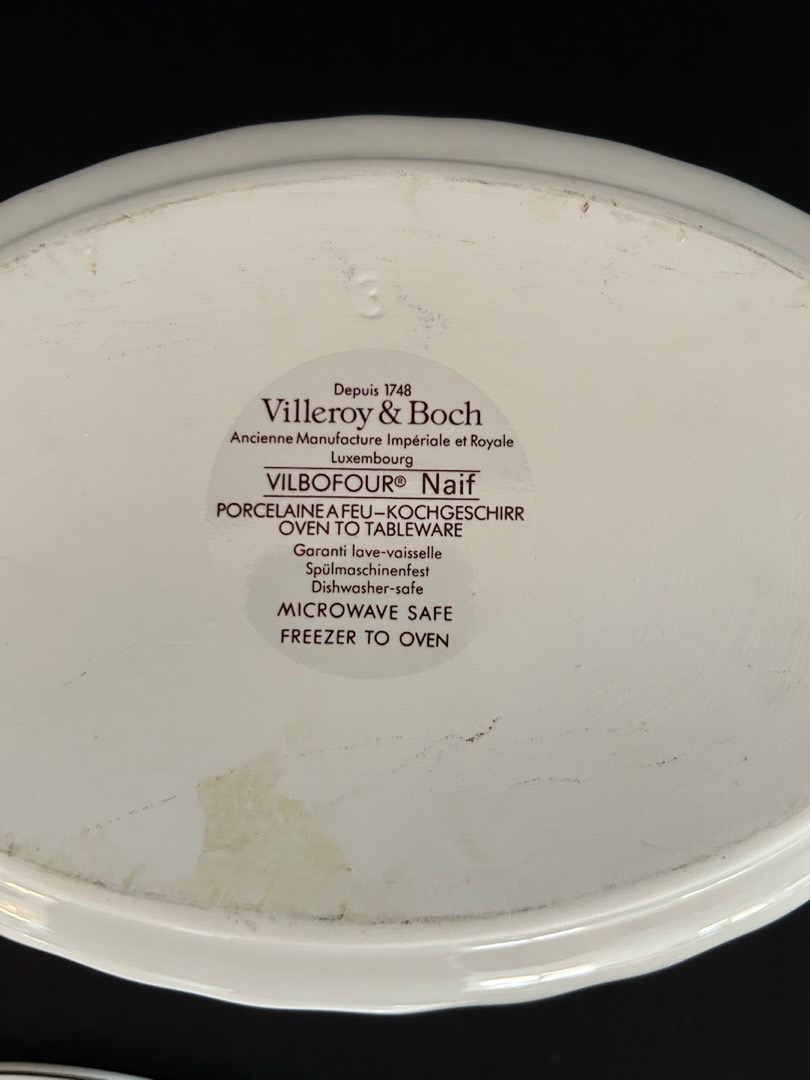 3
Depuis 1748
Villeroy & Boch
Ancienne Manufacture Impériale et Royale
Luxembourg
VILBOFOUR® Naif
PORCELAINE A FEU–KOCHGESCHIRR
OVEN TO TABLEWARE
Garanti lave-vaisselle
Spülmaschinenfest
Dishwasher-safe
MICROWAVE SAFE
FREEZER TO OVEN